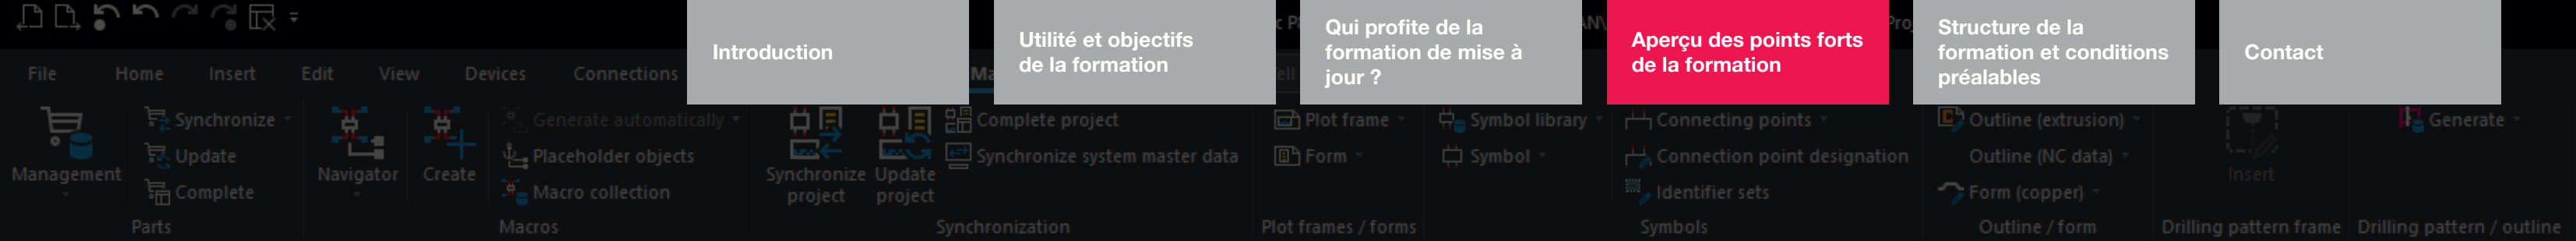 Introduction
Utilité et objectifs
de la formation
Qui profite de la
formation de mise à
jour ?
Aperçu des points forts
de la formation
Structure de la
formation et conditions
préalables
Contact
File Home Insert Edit View Devices Connections
Management
Synchronize
Update
Complete
Parts
Navigator
Create
Generate automatically
Placeholder objects
Macro collection
Macros
Synchronize
project
Update
project
Complete project
Synchronize system master data
Synchronization
Plot frame
Form
Plot frames / forms
Symbol library
Symbol
Connecting points
Connection point designation
Identifier sets
Symbols
Outline (extrusion)
Outline (NC data)
Form (copper)
Outline / form
Insert
Drilling pattern frame
Generate
Drilling pattern / outline